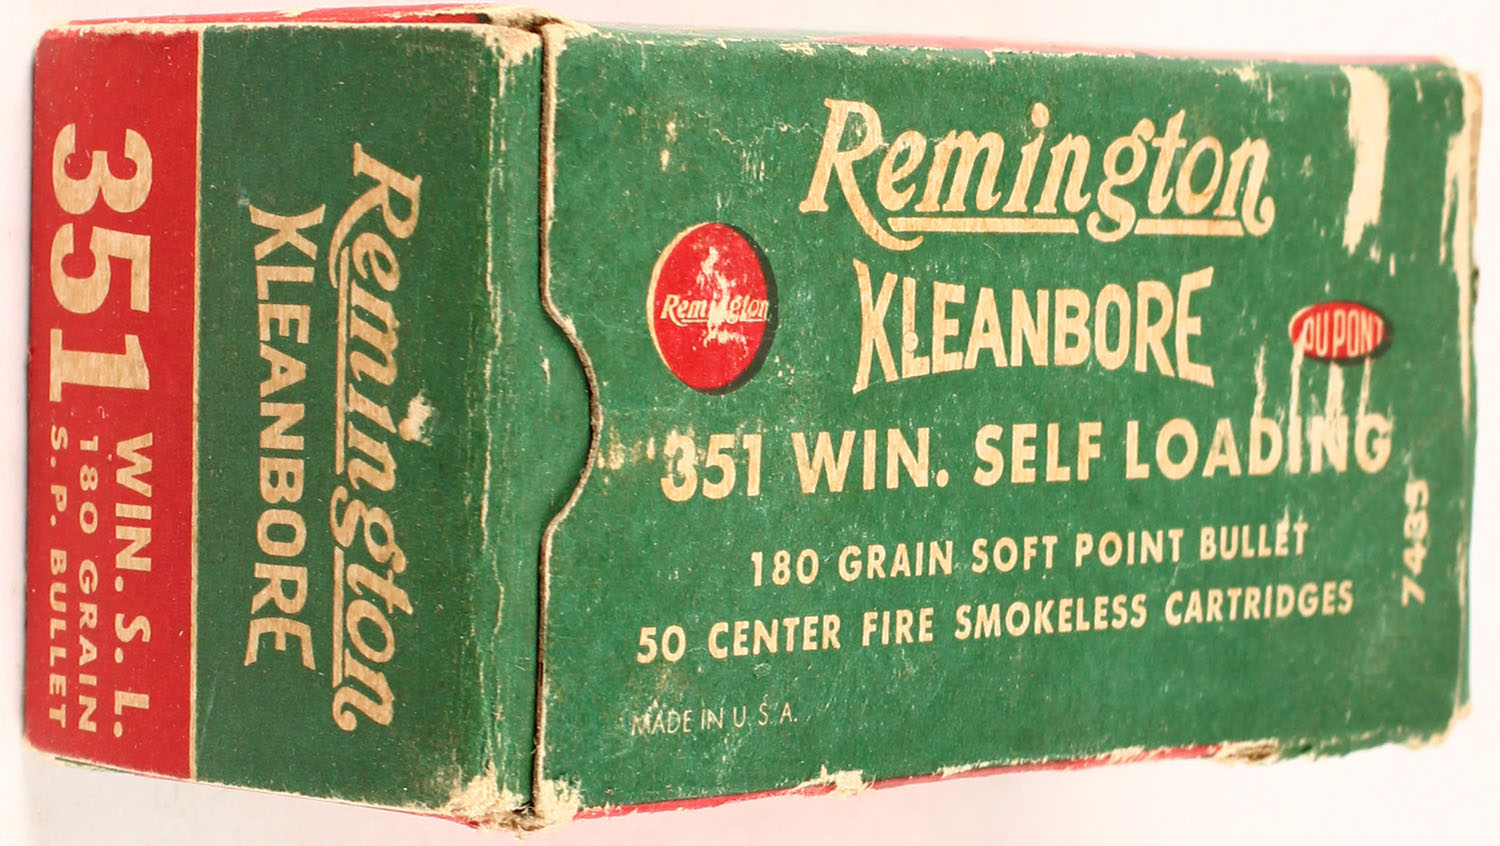 351 WIN. S. L.
180 GRAIN
S. P. BULLET
Remington
KLEANBORE
Remington
KLEANBORE
Remington
DU PONT
351 WIN. SELF LOADING
180 GRAIN SOFT POINT BULLET
50 CENTER FIRE SMOKELESS CARTRIDGES
7435
MADE IN U. S. A.